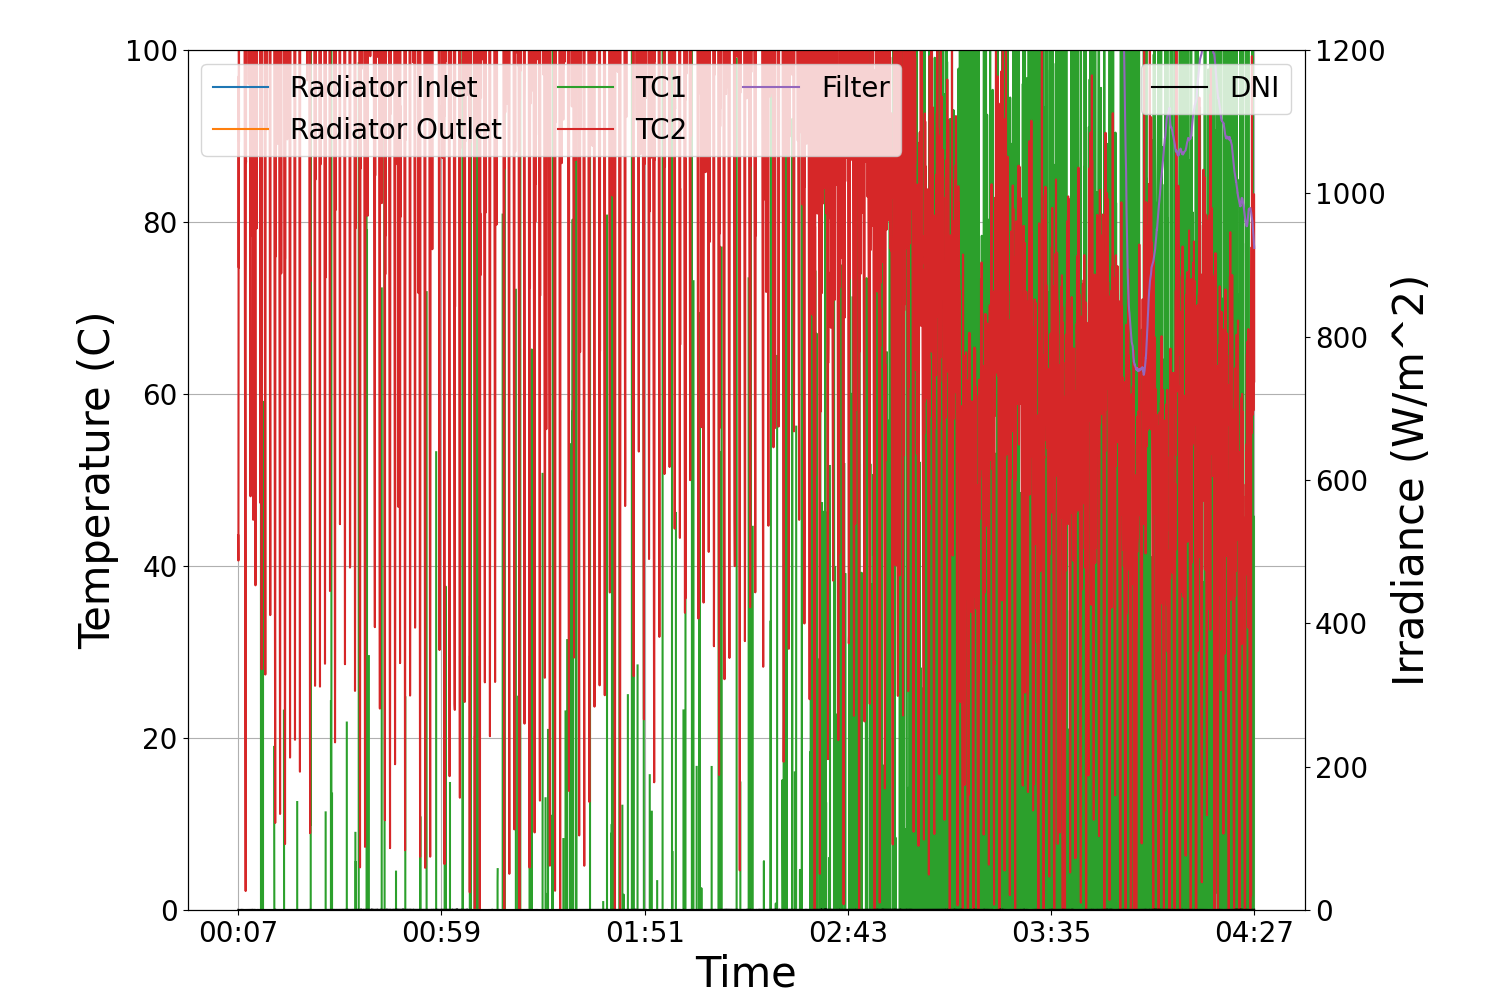 100
80
60
40
20
0
Temperature (C)
Radiator Inlet
Radiator Outlet
TC1
TC2
Filter
DNI
1200
1000
800
600
400
200
0
Irradiance (W/m^2)
00:07
00:59
01:51
02:43
03:35
04:27
Time